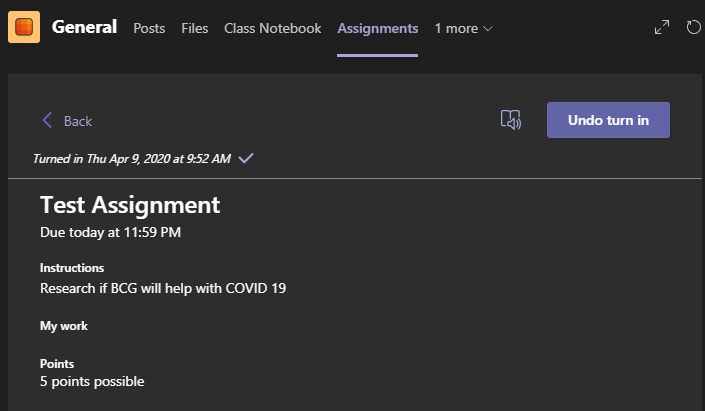 General Posts Files Class Notebook Assignments 1 more
Back
Undo turn in
Turned in Thu Apr 9, 2020 at 9:52 AM
Test Assignment
Due today at 11:59 PM
Instructions
Research if BCG will help with COVID 19
My work
Points
5 points possible